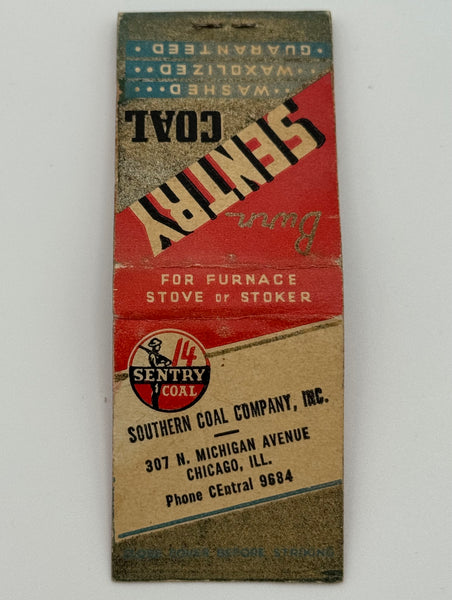 Burn
SENTRY
COAL
•• WASHED •••
•• WAXOLIZED •••
• GUARANTEED ••
FOR FURNACE
STOVE or STOKER
14
SENTRY
COAL
SOUTHERN COAL COMPANY, INC.
307 N. MICHIGAN AVENUE
CHICAGO, ILL.
Phone CEntral 9684
CLOSE COVER BEFORE STRIKING